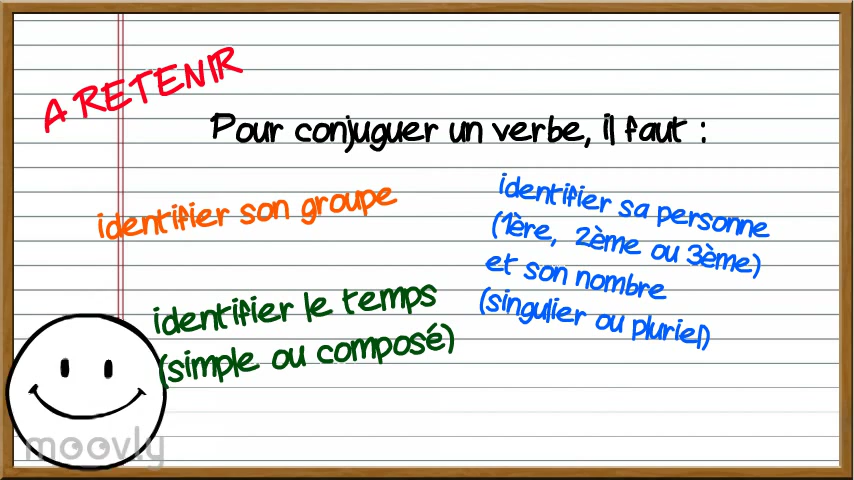 A RETENIR
Pour conjuguer un verbe, il faut :
identifier son groupe
identifier sa personne
(1ère, 2ème ou 3ème)
et son nombre
(singulier ou pluriel)
identifier le temps
(simple ou composé)
moovly